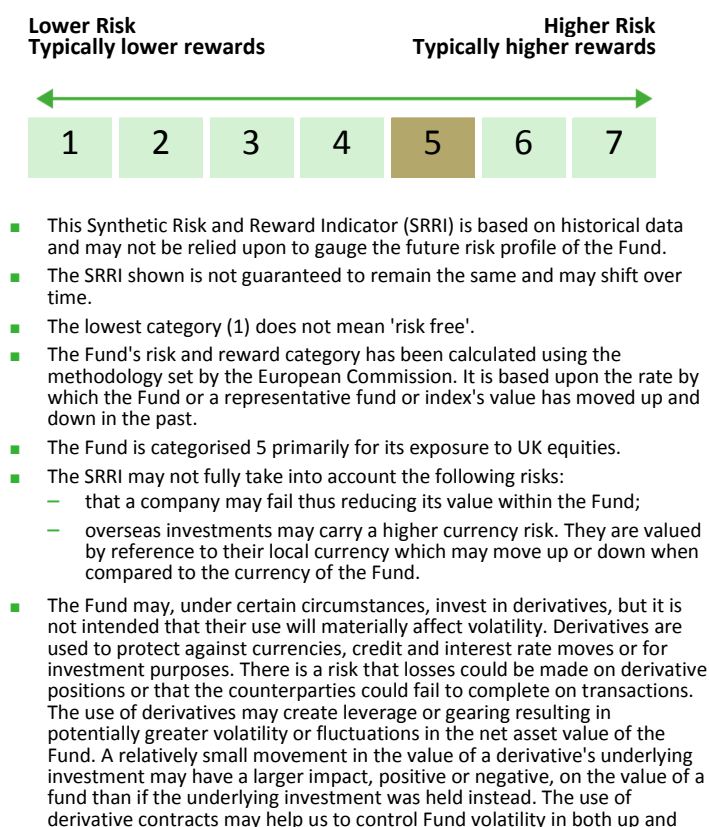 Lower Risk Higher Risk
Typically lower rewards Typically higher rewards
1 2 3 4 5 6 7
■ This Synthetic Risk and Reward Indicator (SRRI) is based on historical data
and may not be relied upon to gauge the future risk profile of the Fund.
■ The SRRI shown is not guaranteed to remain the same and may shift over
time.
■ The lowest category (1) does not mean 'risk free'.
■ The Fund's risk and reward category has been calculated using the
methodology set by the European Commission. It is based upon the rate by
which the Fund or a representative fund or index's value has moved up and
down in the past.
■ The Fund is categorised 5 primarily for its exposure to UK equities.
■ The SRRI may not fully take into account the following risks:
– that a company may fail thus reducing its value within the Fund;
– overseas investments may carry a higher currency risk. They are valued
by reference to their local currency which may move up or down when
compared to the currency of the Fund.
■ The Fund may, under certain circumstances, invest in derivatives, but it is
not intended that their use will materially affect volatility. Derivatives are
used to protect against currencies, credit and interest rate moves or for
investment purposes. There is a risk that losses could be made on derivative
positions or that the counterparties could fail to complete on transactions.
The use of derivatives may create leverage or gearing resulting in
potentially greater volatility or fluctuations in the net asset value of the
Fund. A relatively small movement in the value of a derivative's underlying
investment may have a larger impact, positive or negative, on the value of a
fund than if the underlying investment was held instead. The use of
derivative contracts may help us to control Fund volatility in both up and